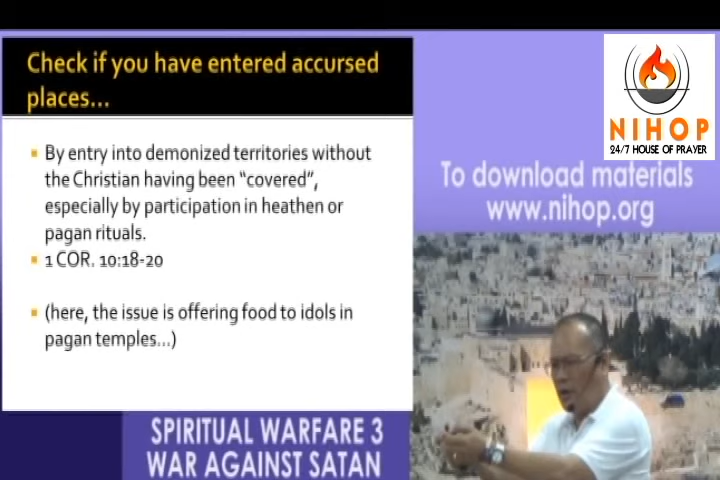 Check if you have entered accursed
places...
By entry into demonized territories without
the Christian having been “covered”,
especially by participation in heathen or
pagan rituals.
1 COR. 10:18-20
(here, the issue is offering food to idols in
pagan temples...)
NIHOP
24/7 HOUSE OF PRAYER
To download materials
www.nihop.org
SPIRITUAL WARFARE 3
WAR AGAINST SATAN